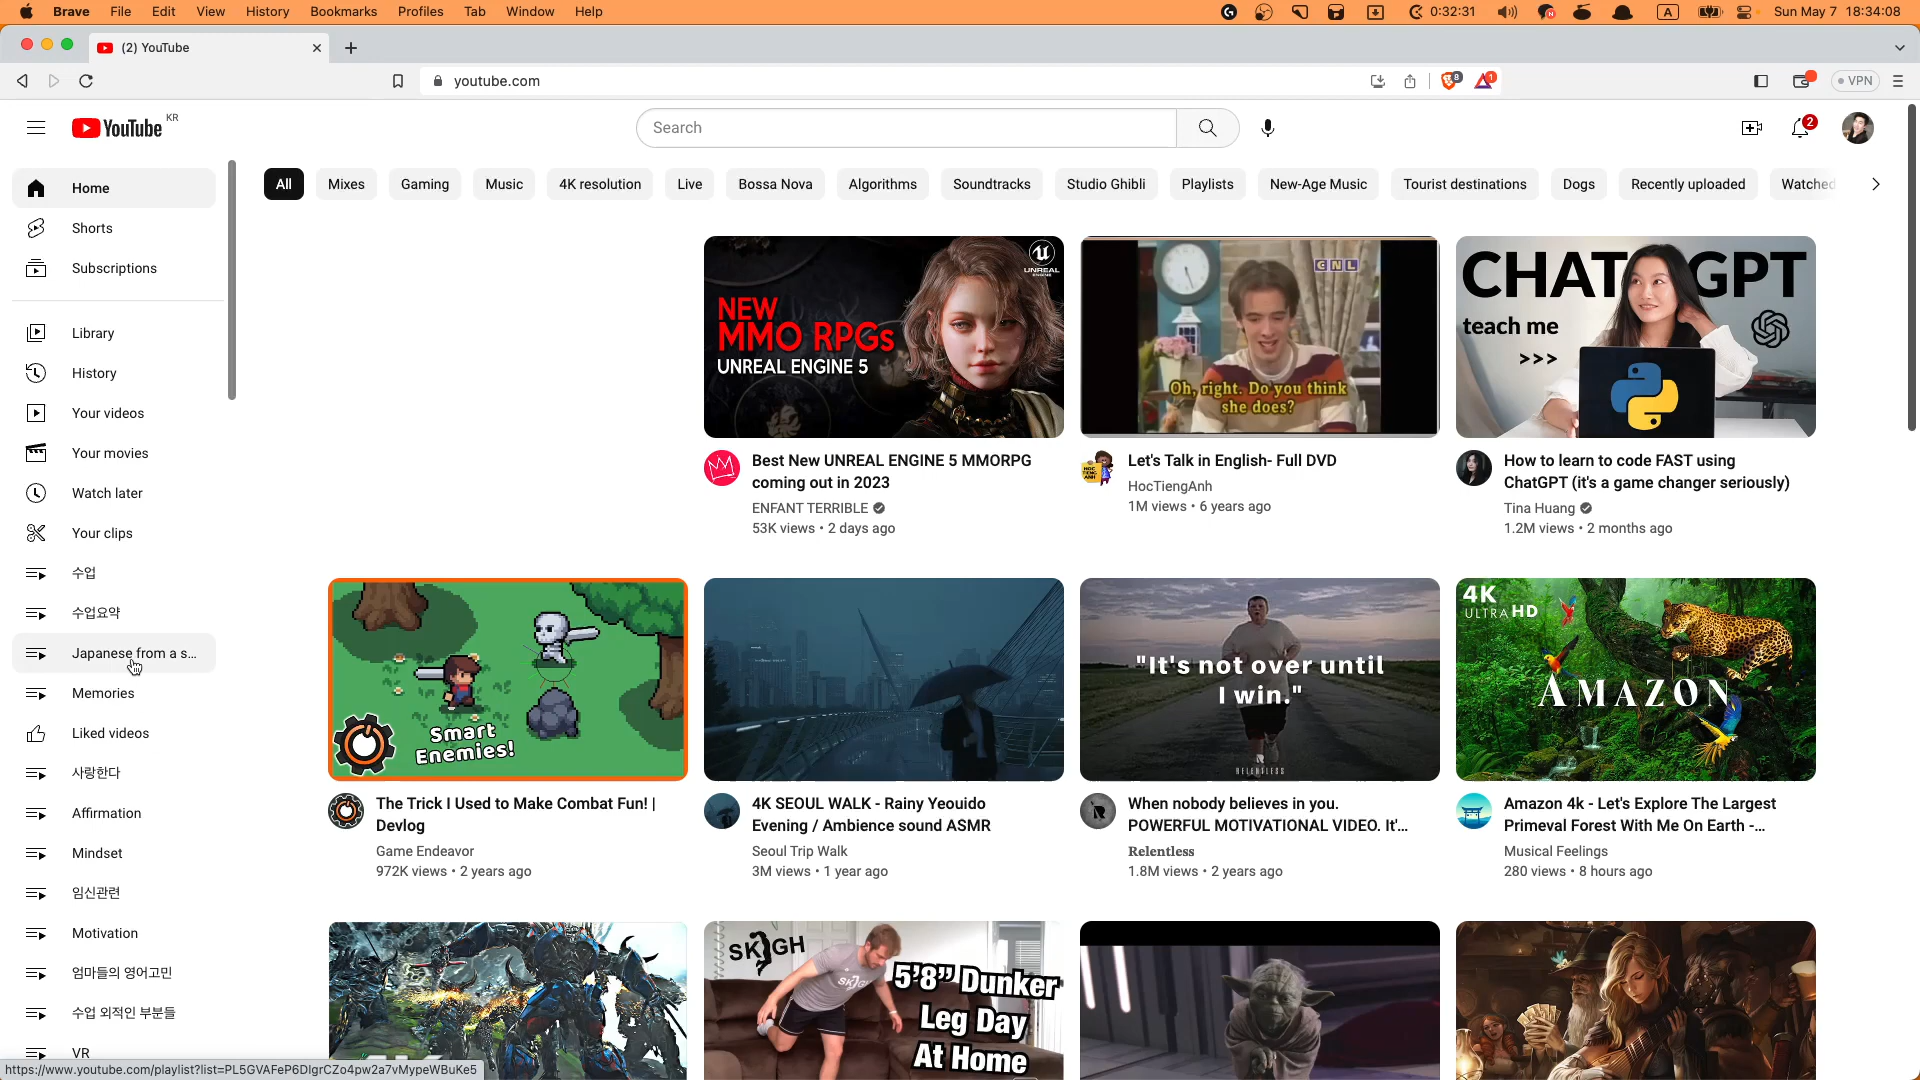 Brave File Edit View History Bookmarks Profiles Tab Window Help 0:32:31 A Sun May 7 18:34:08
(2) YouTube
youtube.com 8 1 VPN
YouTube KR Search 2
Home
Shorts
Subscriptions
Library
History
Your videos
Your movies
Watch later
Your clips
수업
수업요약
Japanese from a s...
Memories
Liked videos
사랑한다
Affirmation
Mindset
임신관련
Motivation
엄마들의 영어고민
수업 외적인 부분들
VR
https://www.youtube.com/playlist?list=PL5GVAFeP6DlgrCZo4pw2a7vMypeWBuKe5
All Mixes Gaming Music 4K resolution Live Bossa Nova Algorithms Soundtracks Studio Ghibli Playlists New-Age Music Tourist destinations Dogs Recently uploaded Watched
UNREAL
NEW
MMO RPGs
UNREAL ENGINE 5
Best New UNREAL ENGINE 5 MMORPG
coming out in 2023
ENFANT TERRIBLE
53K views • 2 days ago
GNL
Oh, right. Do you think
she does?
HOC
TIENG
ANH
Let's Talk in English- Full DVD
HocTiengAnh
1M views • 6 years ago
CHAT GPT
teach me
>>>
How to learn to code FAST using
ChatGPT (it's a game changer seriously)
Tina Huang
1.2M views • 2 months ago
Smart
Enemies!
The Trick I Used to Make Combat Fun! |
Devlog
Game Endeavor
972K views • 2 years ago
4K SEOUL WALK - Rainy Yeouido
Evening / Ambience sound ASMR
Seoul Trip Walk
3M views • 1 year ago
"It's not over until
I win."
RELENTLESS
When nobody believes in you.
POWERFUL MOTIVATIONAL VIDEO. It'...
Relentless
1.8M views • 2 years ago
4K
ULTRA HD
AMAZON
Amazon 4k - Let's Explore The Largest
Primeval Forest With Me On Earth -...
Musical Feelings
280 views • 8 hours ago
SKIGH
5'8" Dunker
Leg Day
At Home